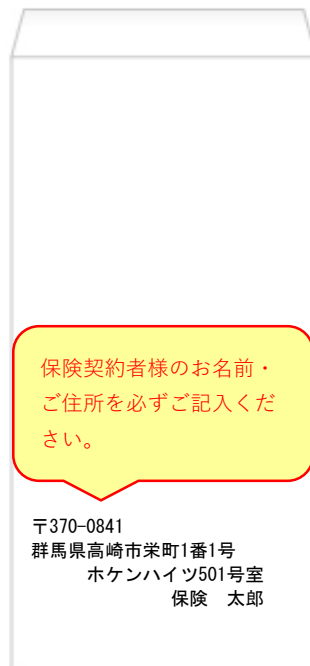 保険契約者様のお名前・
ご住所を必ずご記入くだ
さい。
〒370-0841
群馬県高崎市栄町1番1号
ホケンハイツ501号室
保険　太郎